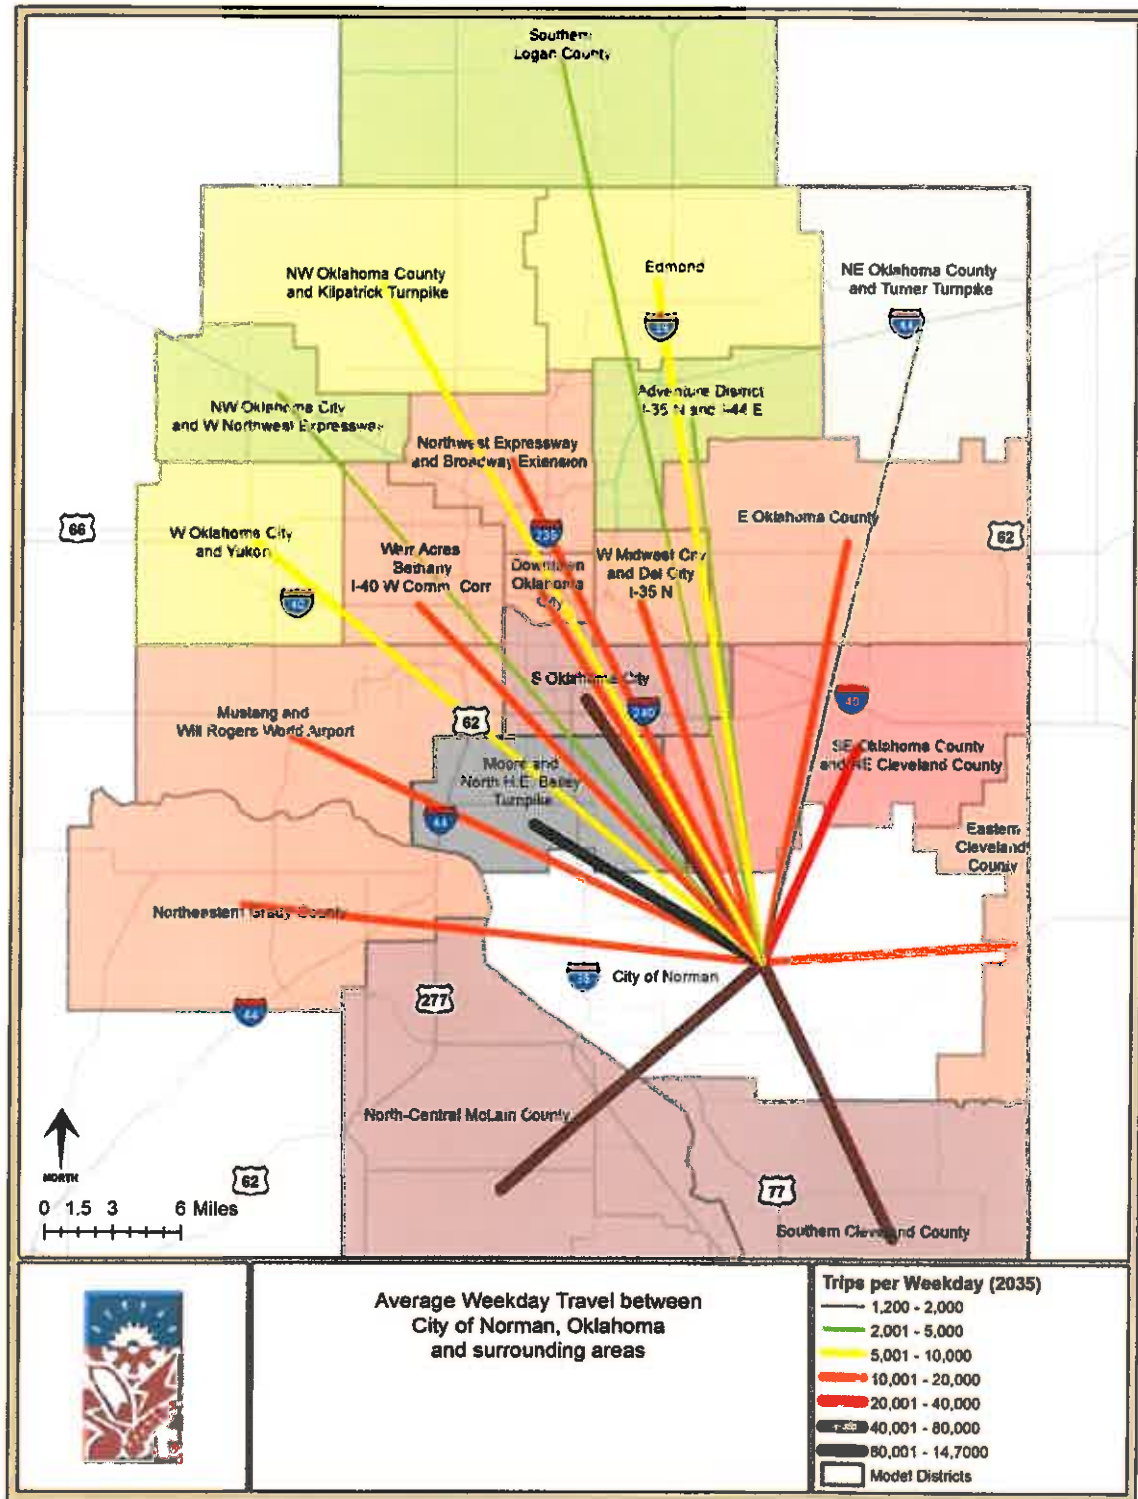 Southern
Logan County
NW Oklahoma County
and Kilpatrick Turnpike
Edmond
NE Oklahoma County
and Turner Turnpike
44
NW Oklahoma City
and W Northwest Expressway
Adventure District
I-35 N and I-44 E
Northwest Expressway
and Broadway Extension
E Oklahoma County
66
62
235
W Oklahoma City
and Yukon
Warr Acres
Bethany
I-40 W Comm. Corr
Downtown
Oklahoma
City
W Midwest City
and Del City
I-35 N
40
S Oklahoma City
40
240
Mustang and
Will Rogers World Airport
62
SE Oklahoma County
and NE Cleveland County
Moore and
North H.E. Bailey
Turnpike
44
Eastern
Cleveland
County
Northeastern Grady County
35
City of Norman
277
44
North-Central McLain County
NORTH
62
77
0 1.5 3 6 Miles
Southern Cleveland County
Average Weekday Travel between
City of Norman, Oklahoma
and surrounding areas
Trips per Weekday (2035)
1,200 - 2,000
2,001 - 5,000
5,001 - 10,000
10,001 - 20,000
20,001 - 40,000
40,001 - 80,000
80,001 - 14,7000
Model Districts